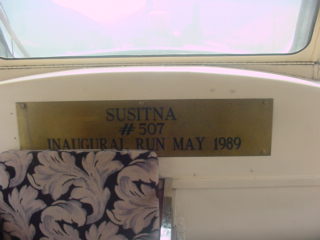 SUSITNA
# 507
INAUGURAL RUN MAY 1989